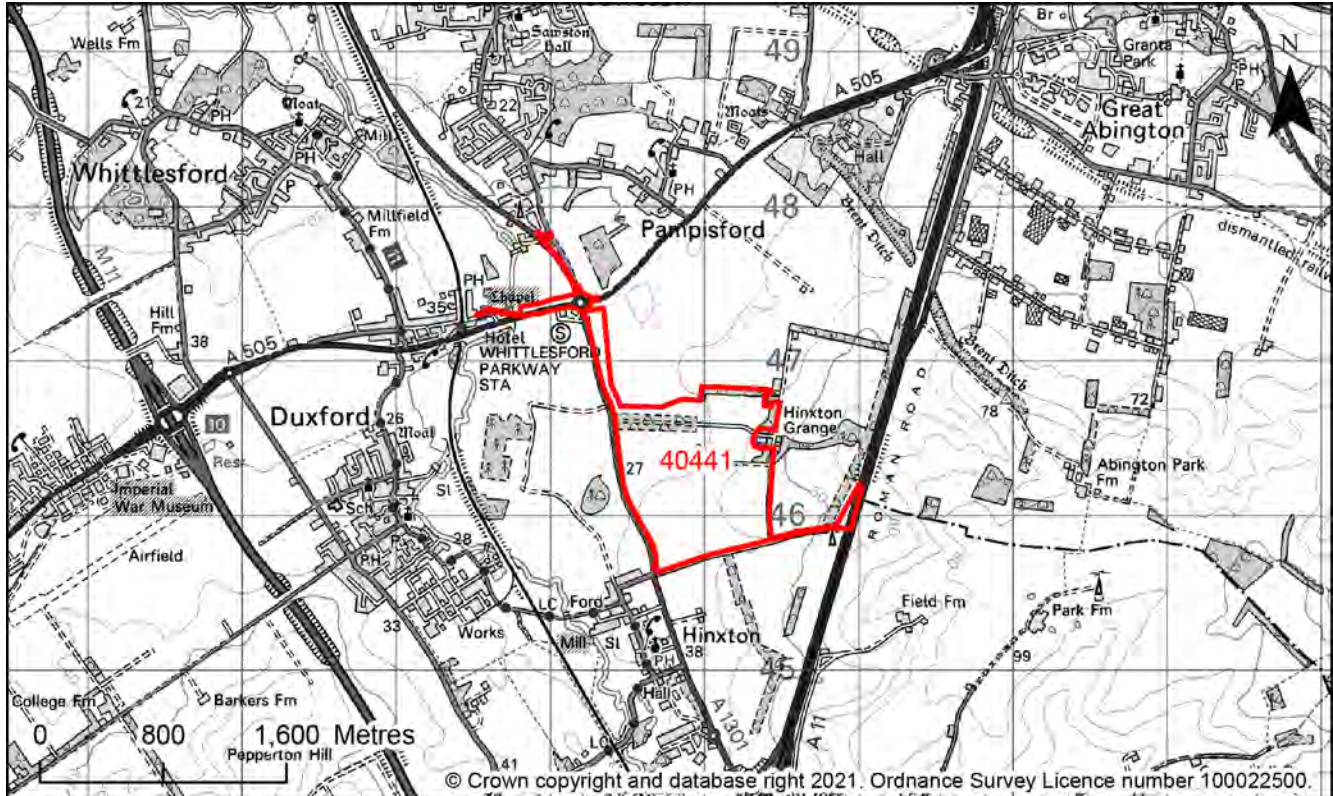 Wells Fm
21
PH
Moat
PH
Mill
Whittlesford
P
Millfield
Fm
M 11
Hill
Fm
38
A 505
10
Res
Imperial
War Museum
Airfield
College Fm
Barkers Fm
Pepperton Hill
0 800 1,600 Metres
Sawston
Hall
22
49
Moats
Hall
PH
48
Pampisford
A 505
Brent Ditch
PH
Chapel
35
Hotel
S
WHITTLESFORD
PARKWAY
STA
Duxford
26
Moat
Sch
P
PH
28
33
Works
41
LC
Ford
Mill
LC
Hall
PH
Hinxton
38
A 1301
27
47
Hinxton
Grange
40441
46
45
ROMAN ROAD
A 11
Br
Granta
Park
Great
Abington
PH
P
N
dismantled
Brent Ditch
78
72
Abington Park
Fm
Field Fm
Park Fm
99
© Crown copyright and database right 2021. Ordnance Survey Licence number 100022500.